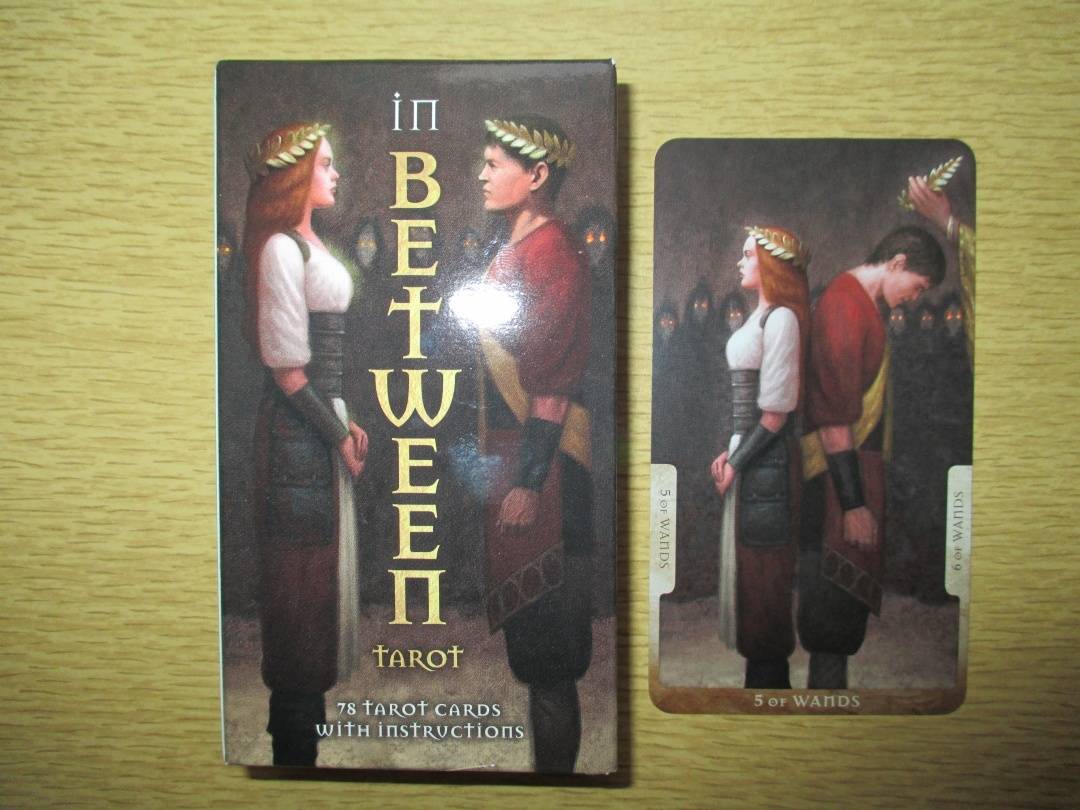 in
BETWEEN
TAROT
78 TAROT CARDS
WITH INSTRUCTIONS
5 OF WANDS
6 OF WANDS
5 OF WANDS